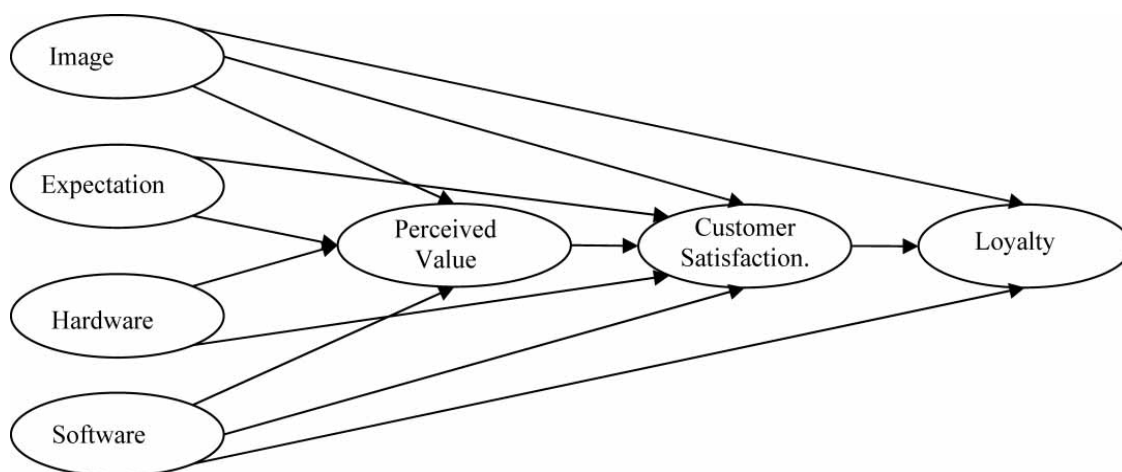 Image
Expectation
Hardware
Software
Perceived
Value
Customer
Satisfaction.
Loyalty